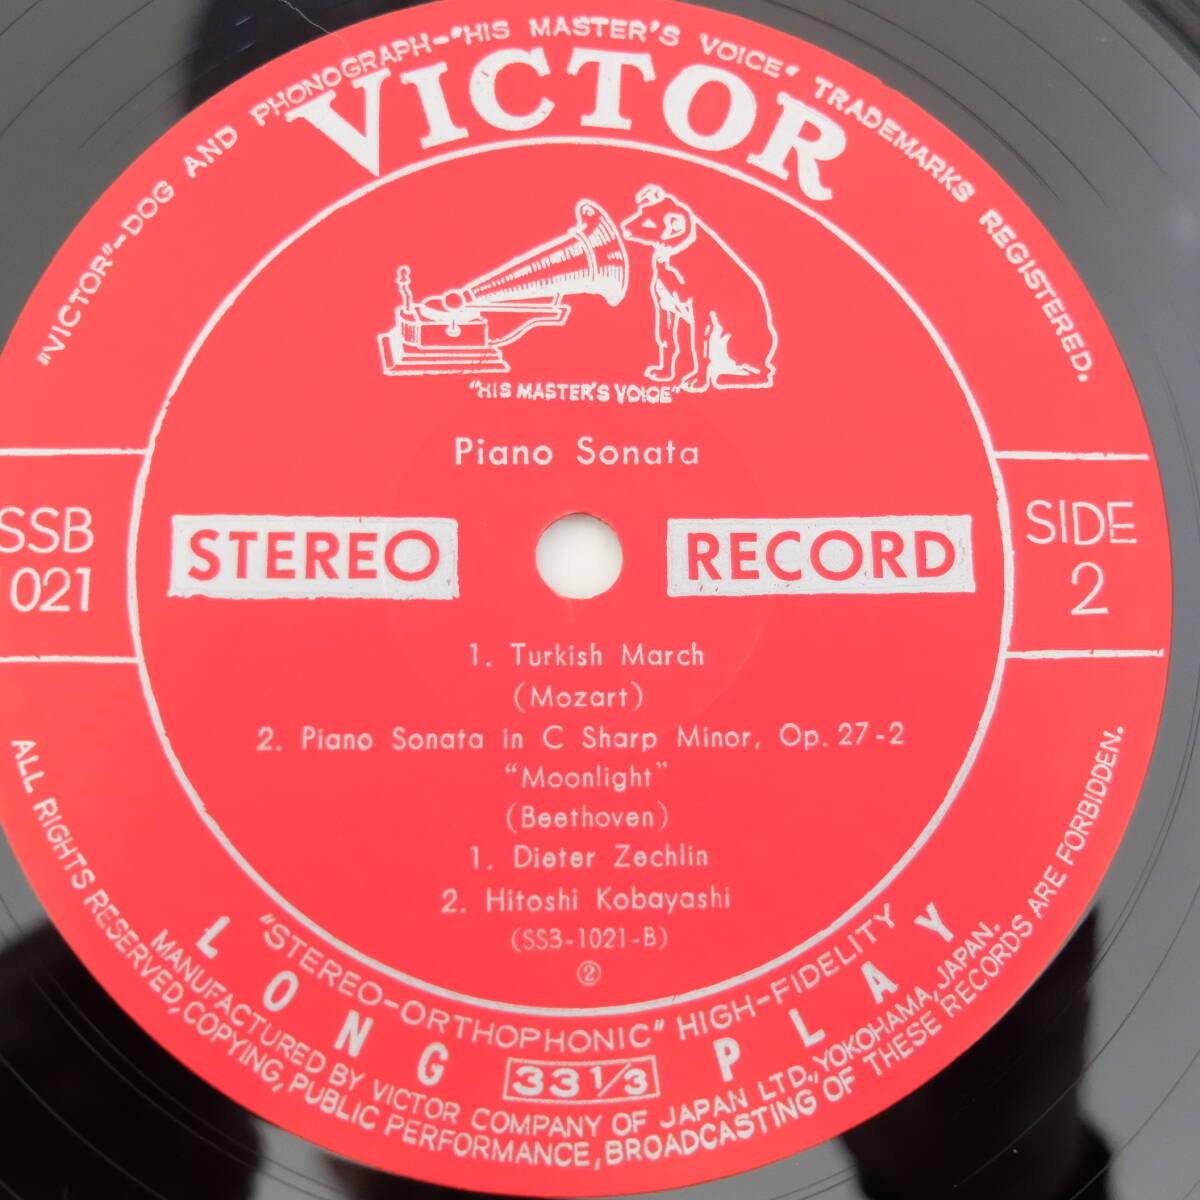 "VICTOR"-DOG AND PHONOGRAPH-"HIS MASTER'S VOICE" TRADEMARKS REGISTERED.
VICTOR
"HIS MASTER'S VOICE"
Piano Sonata
SSB
1021
STEREO
RECORD
SIDE
2
1. Turkish March
(Mozart)
2. Piano Sonata in C Sharp Minor, Op. 27-2
"Moonlight"
(Beethoven)
1. Dieter Zechlin
2. Hitoshi Kobayashi
(SS3-1021-B)
②
"STEREO-ORTHOPHONIC" HIGH-FIDELITY
LONG 33 1/3 PLAY
MANUFACTURED BY VICTOR COMPANY OF JAPAN LTD., YOKOHAMA, JAPAN.
ALL RIGHTS RESERVED, COPYING, PUBLIC PERFORMANCE, BROADCASTING OF THESE RECORDS ARE FORBIDDEN.